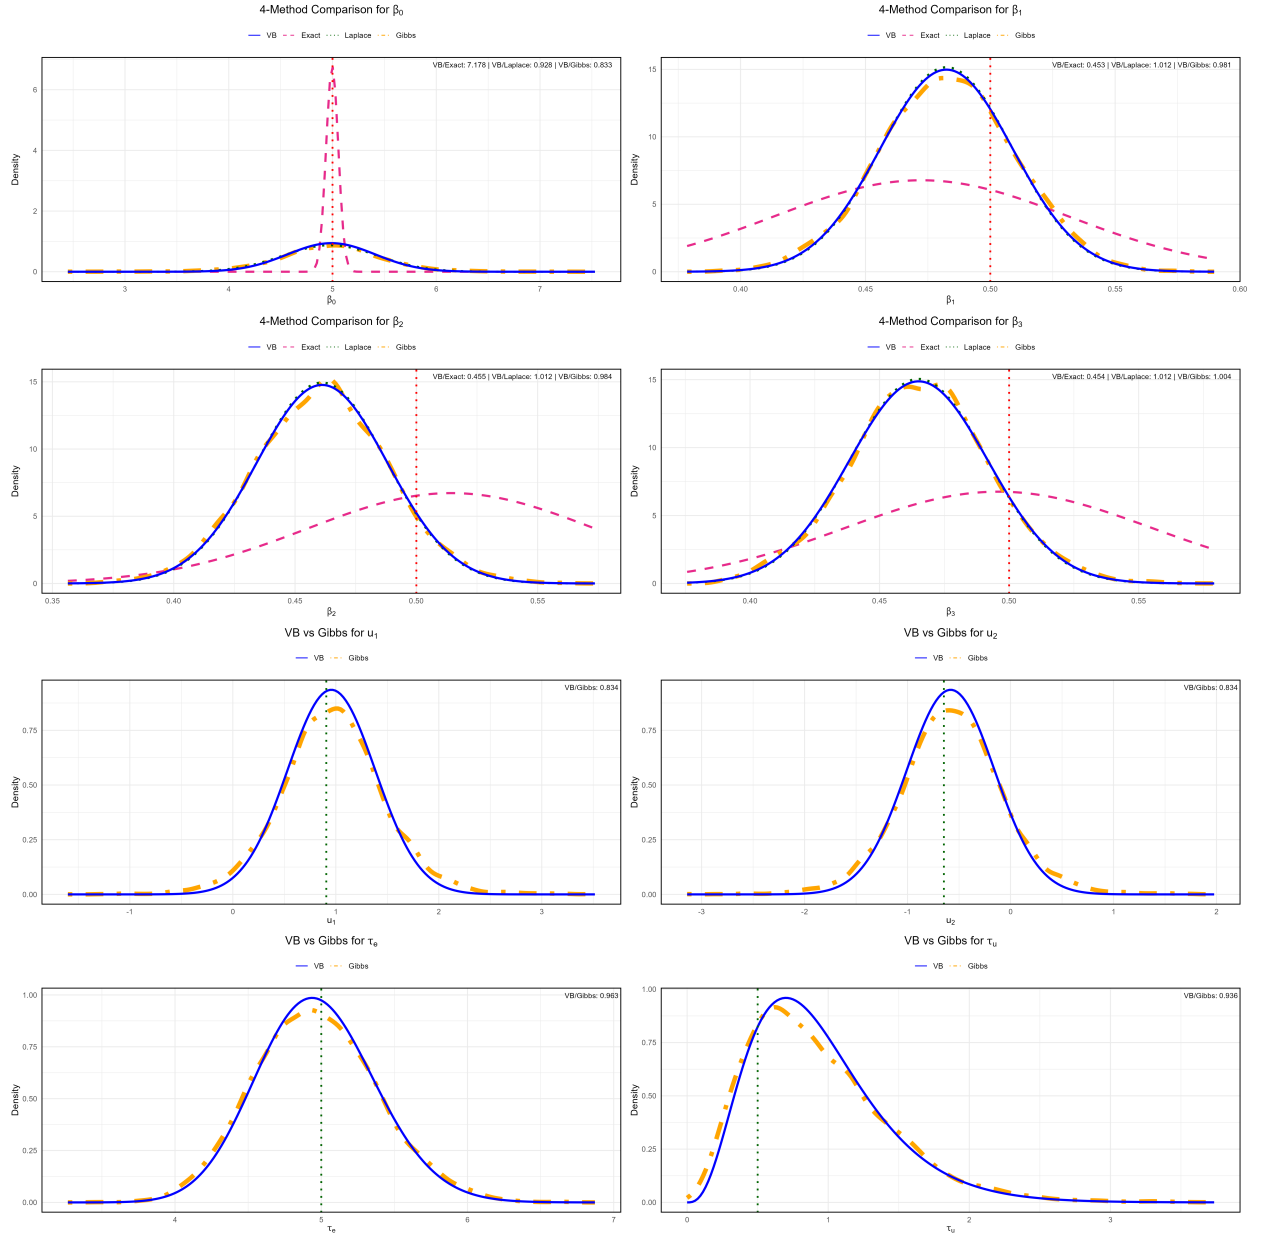 4-Method Comparison for β₀
VB Exact Laplace Gibbs
VB/Exact: 7.178 | VB/Laplace: 0.928 | VB/Gibbs: 0.833
6
4
2
0
Density
3 4 5 6 7
β₀
4-Method Comparison for β₁
VB Exact Laplace Gibbs
VB/Exact: 0.453 | VB/Laplace: 1.012 | VB/Gibbs: 0.981
15
10
5
0
Density
0.40 0.45 0.50 0.55 0.60
β₁
4-Method Comparison for β₂
VB Exact Laplace Gibbs
VB/Exact: 0.455 | VB/Laplace: 1.012 | VB/Gibbs: 0.984
15
10
5
0
Density
0.35 0.40 0.45 0.50 0.55
β₂
4-Method Comparison for β₃
VB Exact Laplace Gibbs
VB/Exact: 0.454 | VB/Laplace: 1.012 | VB/Gibbs: 1.004
15
10
5
0
Density
0.40 0.45 0.50 0.55
β₃
VB vs Gibbs for u₁
VB Gibbs
VB/Gibbs: 0.834
0.75
0.50
0.25
0.00
Density
-1 0 1 2 3
u₁
VB vs Gibbs for u₂
VB Gibbs
VB/Gibbs: 0.834
0.75
0.50
0.25
0.00
Density
-3 -2 -1 0 1 2
u₂
VB vs Gibbs for τₑ
VB Gibbs
VB/Gibbs: 0.963
1.00
0.75
0.50
0.25
0.00
Density
4 5 6 7
τₑ
VB vs Gibbs for τᵤ
VB Gibbs
VB/Gibbs: 0.936
1.00
0.75
0.50
0.25
0.00
Density
0 1 2 3
τᵤ